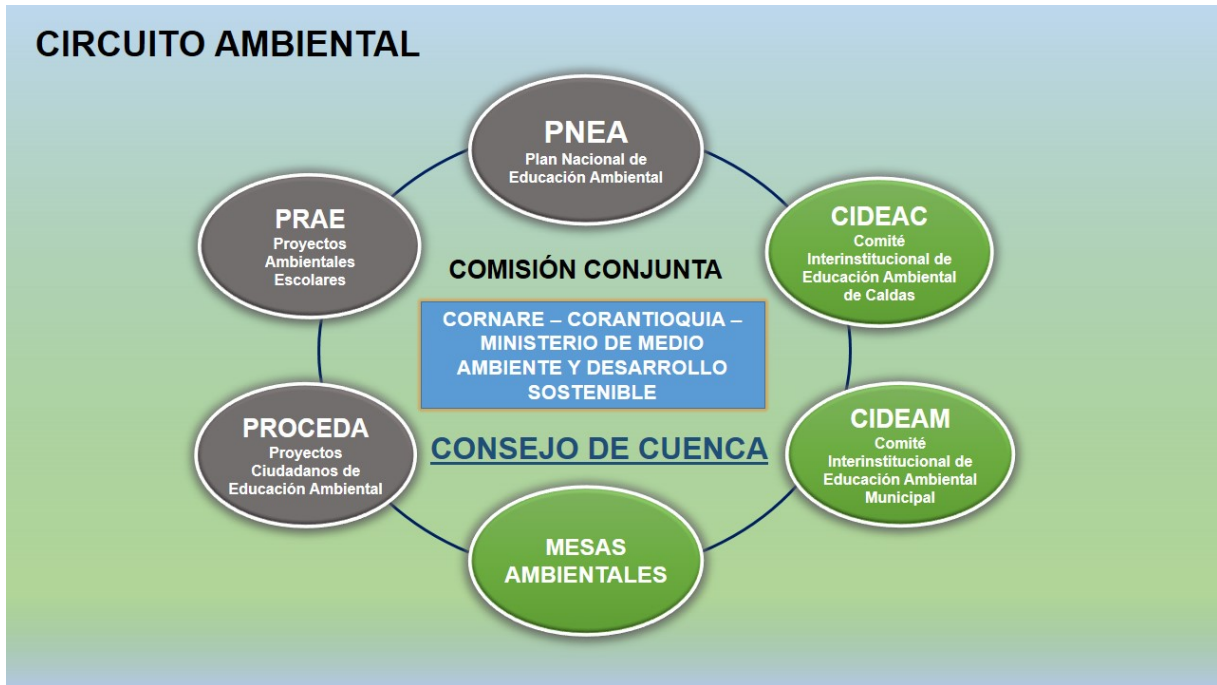 CIRCUITO AMBIENTAL
PNEA
Plan Nacional de
Educación Ambiental
CIDEAC
Comité
Interinstitucional de
Educación Ambiental
de Caldas
CIDEAM
Comité
Interinstitucional de
Educación Ambiental
Municipal
MESAS
AMBIENTALES
PROCEDA
Proyectos
Ciudadanos de
Educación Ambiental
PRAE
Proyectos
Ambientales
Escolares
COMISIÓN CONJUNTA
CORNARE – CORANTIOQUIA –
MINISTERIO DE MEDIO
AMBIENTE Y DESARROLLO
SOSTENIBLE
CONSEJO DE CUENCA